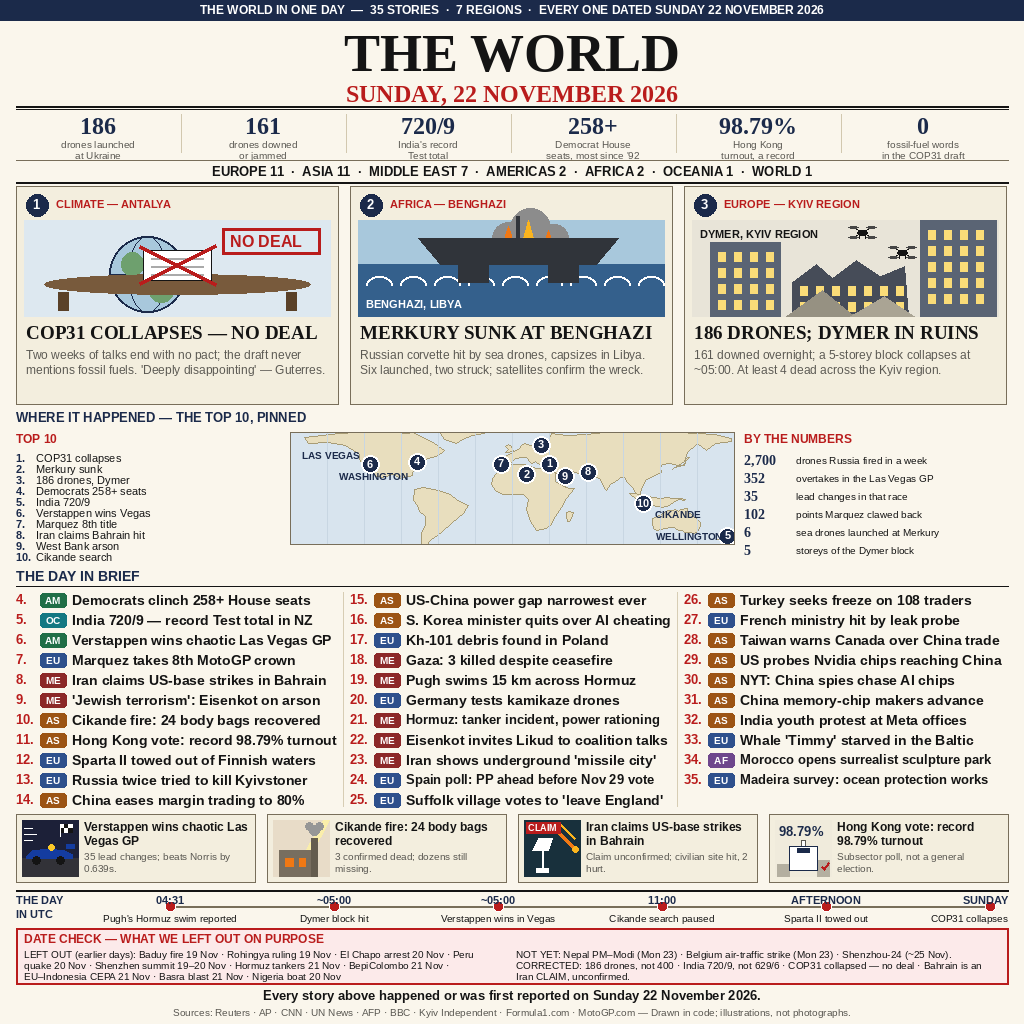 THE WORLD IN ONE DAY — 35 STORIES · 7 REGIONS · EVERY ONE DATED SUNDAY 22 NOVEMBER 2026
THE WORLD
SUNDAY, 22 NOVEMBER 2026
186
drones launched
at Ukraine
161
drones downed
or jammed
720/9
India's record
Test total
258+
Democrat House
seats, most since '92
98.79%
Hong Kong
turnout, a record
0
fossil-fuel words
in the COP31 draft
EUROPE 11 · ASIA 11 · MIDDLE EAST 7 · AMERICAS 2 · AFRICA 2 · OCEANIA 1 · WORLD 1
1 CLIMATE — ANTALYA
NO DEAL
COP31 COLLAPSES — NO DEAL
Two weeks of talks end with no pact; the draft never
mentions fossil fuels. 'Deeply disappointing' — Guterres.
2 AFRICA — BENGHAZI
BENGHAZI, LIBYA
MERKURY SUNK AT BENGHAZI
Russian corvette hit by sea drones, capsizes in Libya.
Six launched, two struck; satellites confirm the wreck.
3 EUROPE — KYIV REGION
DYMER, KYIV REGION
186 DRONES; DYMER IN RUINS
161 downed overnight; a 5-storey block collapses at
~05:00. At least 4 dead across the Kyiv region.
WHERE IT HAPPENED — THE TOP 10, PINNED
TOP 10
1. COP31 collapses
2. Merkury sunk
3. 186 drones, Dymer
4. Democrats 258+ seats
5. India 720/9
6. Verstappen wins Vegas
7. Marquez 8th title
8. Iran claims Bahrain hit
9. West Bank arson
10. Cikande search
LAS VEGAS
6
4
WASHINGTON
3
7
1
2
9
8
10
CIKANDE
WELLINGTON
5
BY THE NUMBERS
2,700 drones Russia fired in a week
352 overtakes in the Las Vegas GP
35 lead changes in that race
102 points Marquez clawed back
6 sea drones launched at Merkury
5 storeys of the Dymer block
THE DAY IN BRIEF
4. AM Democrats clinch 258+ House seats
5. OC India 720/9 — record Test total in NZ
6. AM Verstappen wins chaotic Las Vegas GP
7. EU Marquez takes 8th MotoGP crown
8. ME Iran claims US-base strikes in Bahrain
9. ME 'Jewish terrorism': Eisenkot on arson
10. AS Cikande fire: 24 body bags recovered
11. AS Hong Kong vote: record 98.79% turnout
12. EU Sparta II towed out of Finnish waters
13. EU Russia twice tried to kill Kyivstoner
14. AS China eases margin trading to 80%
15. AS US-China power gap narrowest ever
16. AS S. Korea minister quits over AI cheating
17. EU Kh-101 debris found in Poland
18. ME Gaza: 3 killed despite ceasefire
19. ME Pugh swims 15 km across Hormuz
20. EU Germany tests kamikaze drones
21. ME Hormuz: tanker incident, power rationing
22. ME Eisenkot invites Likud to coalition talks
23. ME Iran shows underground 'missile city'
24. EU Spain poll: PP ahead before Nov 29 vote
25. EU Suffolk village votes to 'leave England'
26. AS Turkey seeks freeze on 108 traders
27. EU French ministry hit by leak probe
28. AS Taiwan warns Canada over China trade
29. AS US probes Nvidia chips reaching China
30. AS NYT: China spies chase AI chips
31. AS China memory-chip makers advance
32. AS India youth protest at Meta offices
33. EU Whale 'Timmy' starved in the Baltic
34. AF Morocco opens surrealist sculpture park
35. EU Madeira survey: ocean protection works
Verstappen wins chaotic Las
Vegas GP
35 lead changes; beats Norris by
0.639s.
Cikande fire: 24 body bags
recovered
3 confirmed dead; dozens still
missing.
CLAIM
Iran claims US-base strikes
in Bahrain
Claim unconfirmed; civilian site hit, 2
hurt.
98.79%
Hong Kong vote: record
98.79% turnout
Subsector poll, not a general
election.
THE DAY
IN UTC
04:31
Pugh's Hormuz swim reported
~05:00
Dymer block hit
~05:00
Verstappen wins in Vegas
11:00
Cikande search paused
AFTERNOON
Sparta II towed out
SUNDAY
COP31 collapses
DATE CHECK — WHAT WE LEFT OUT ON PURPOSE
LEFT OUT (earlier days): Baduy fire 19 Nov · Rohingya ruling 19 Nov · El Chapo arrest 20 Nov · Peru
quake 20 Nov · Shenzhen summit 19–20 Nov · Hormuz tankers 21 Nov · BepiColombo 21 Nov ·
EU–Indonesia CEPA 21 Nov · Basra blast 21 Nov · Nigeria boat 20 Nov
NOT YET: Nepal PM–Modi (Mon 23) · Belgium air-traffic strike (Mon 23) · Shenzhou-24 (~25 Nov).
CORRECTED: 186 drones, not 400 · India 720/9, not 629/6 · COP31 collapsed — no deal · Bahrain is an
Iran CLAIM, unconfirmed.
Every story above happened or was first reported on Sunday 22 November 2026.
Sources: Reuters · AP · CNN · UN News · AFP · BBC · Kyiv Independent · Formula1.com · MotoGP.com — Drawn in code; illustrations, not photographs.